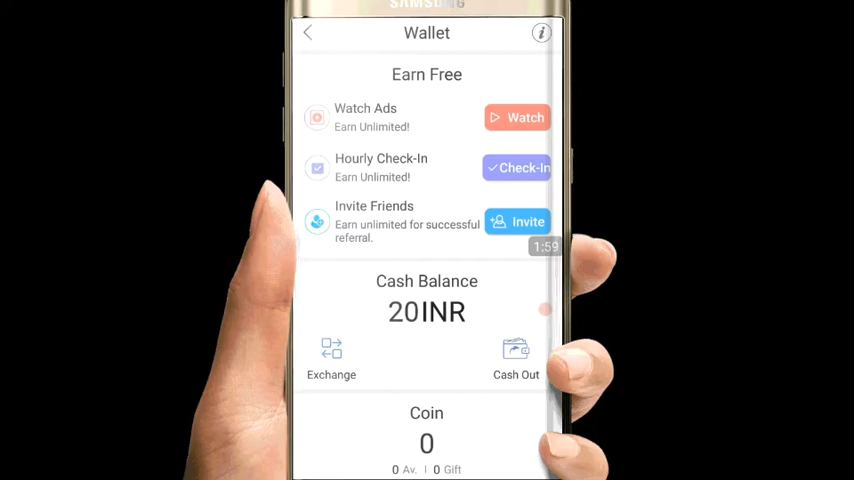 SAMSUNG
Wallet
Earn Free
Watch Ads
Earn Unlimited!
Watch
Hourly Check-In
Earn Unlimited!
Check-In
Invite Friends
Earn unlimited for successful
referral.
Invite
1:59
Cash Balance
20INR
Exchange
Cash Out
Coin
0
0 Av. | 0 Gift